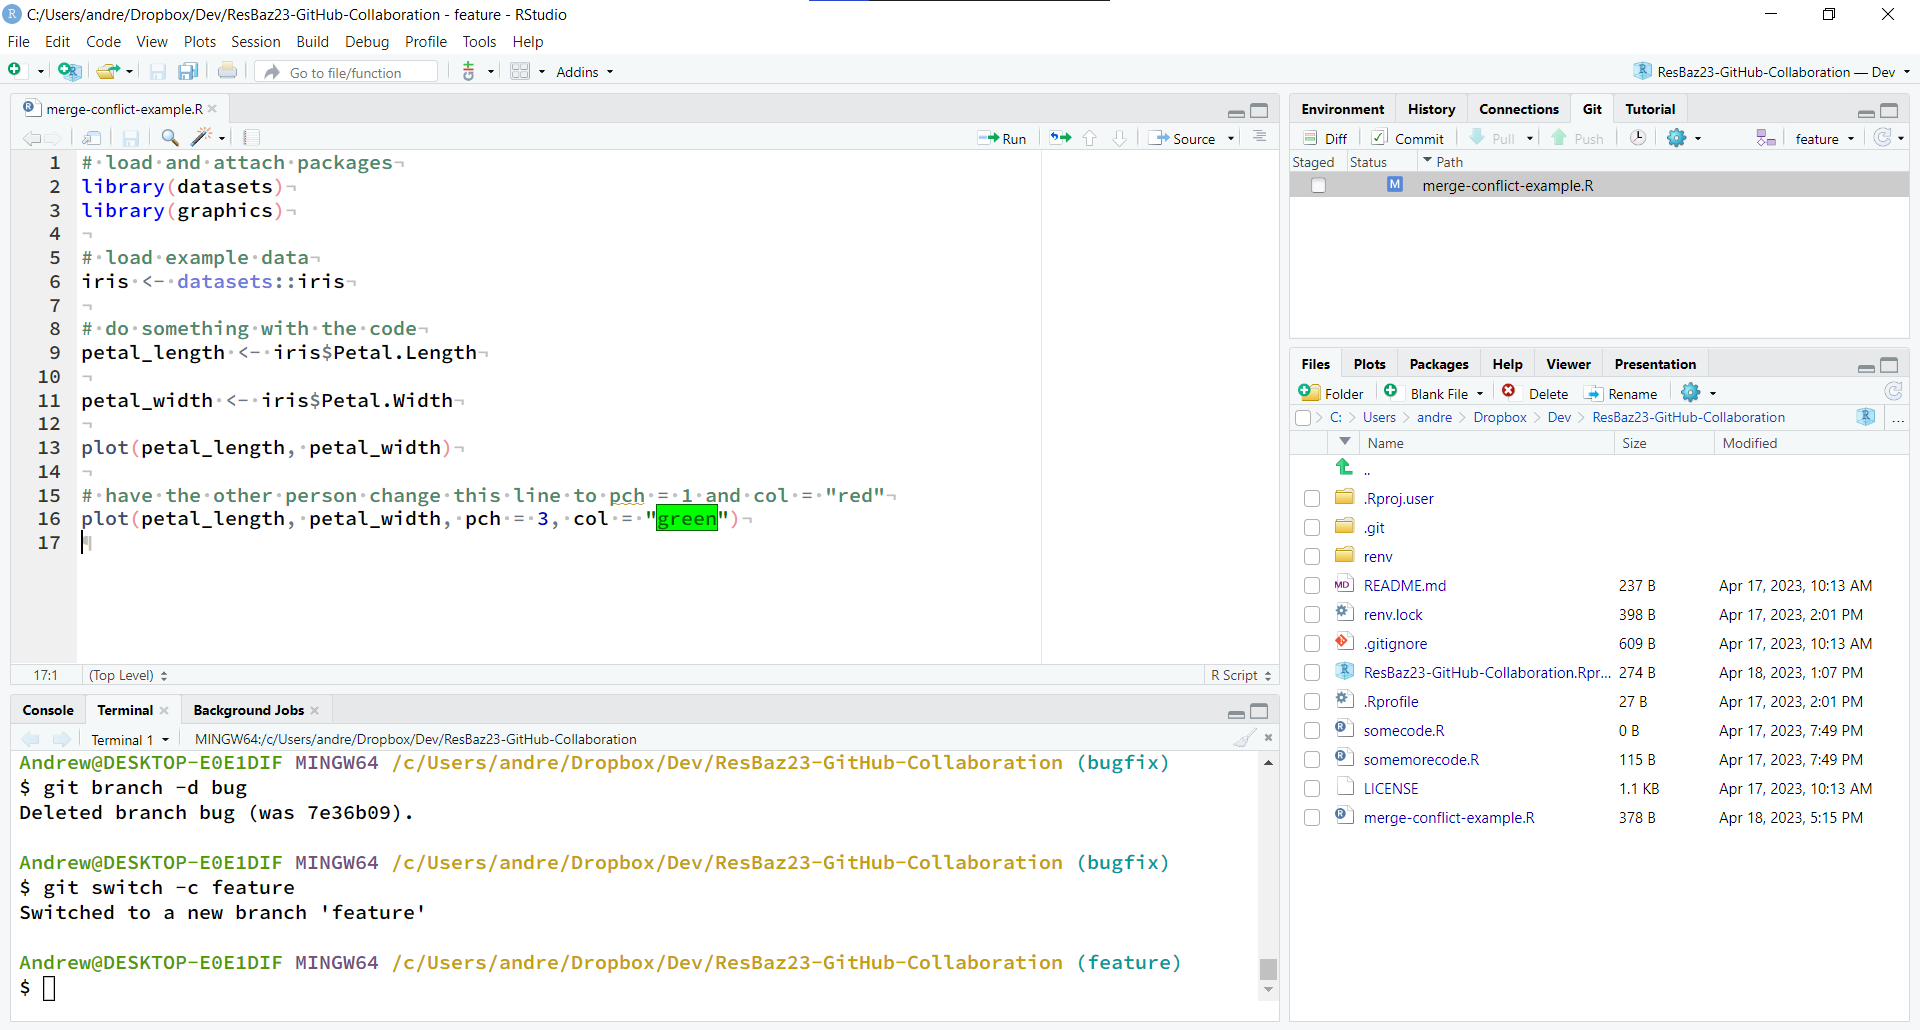 C:/Users/andre/Dropbox/Dev/ResBaz23-GitHub-Collaboration - feature - RStudio
File Edit Code View Plots Session Build Debug Profile Tools Help
Go to file/function Addins ResBaz23-GitHub-Collaboration — Dev
merge-conflict-example.R
Run Source
1 # load and attach packages
2 library(datasets)
3 library(graphics)
4
5 # load example data
6 iris <- datasets::iris
7
8 # do something with the code
9 petal_length <- iris$Petal.Length
10
11 petal_width <- iris$Petal.Width
12
13 plot(petal_length, petal_width)
14
15 # have the other person change this line to pch = 1 and col = "red"
16 plot(petal_length, petal_width, pch = 3, col = "green")
17
17:1 (Top Level) R Script
Console Terminal Background Jobs
Terminal 1 MINGW64:/c/Users/andre/Dropbox/Dev/ResBaz23-GitHub-Collaboration
Andrew@DESKTOP-E0E1DIF MINGW64 /c/Users/andre/Dropbox/Dev/ResBaz23-GitHub-Collaboration (bugfix)
$ git branch -d bug
Deleted branch bug (was 7e36b09).
Andrew@DESKTOP-E0E1DIF MINGW64 /c/Users/andre/Dropbox/Dev/ResBaz23-GitHub-Collaboration (bugfix)
$ git switch -c feature
Switched to a new branch 'feature'
Andrew@DESKTOP-E0E1DIF MINGW64 /c/Users/andre/Dropbox/Dev/ResBaz23-GitHub-Collaboration (feature)
$
Environment History Connections Git Tutorial
Diff Commit Pull Push feature
Staged Status Path
M merge-conflict-example.R
Files Plots Packages Help Viewer Presentation
Folder Blank File Delete Rename
C: > Users > andre > Dropbox > Dev > ResBaz23-GitHub-Collaboration ...
Name Size Modified
..
.Rproj.user
.git
renv
README.md 237 B Apr 17, 2023, 10:13 AM
renv.lock 398 B Apr 17, 2023, 2:01 PM
.gitignore 609 B Apr 17, 2023, 10:13 AM
ResBaz23-GitHub-Collaboration.Rpr... 274 B Apr 18, 2023, 1:07 PM
.Rprofile 27 B Apr 17, 2023, 2:01 PM
somecode.R 0 B Apr 17, 2023, 7:49 PM
somemorecode.R 115 B Apr 17, 2023, 7:49 PM
LICENSE 1.1 KB Apr 17, 2023, 10:13 AM
merge-conflict-example.R 378 B Apr 18, 2023, 5:15 PM